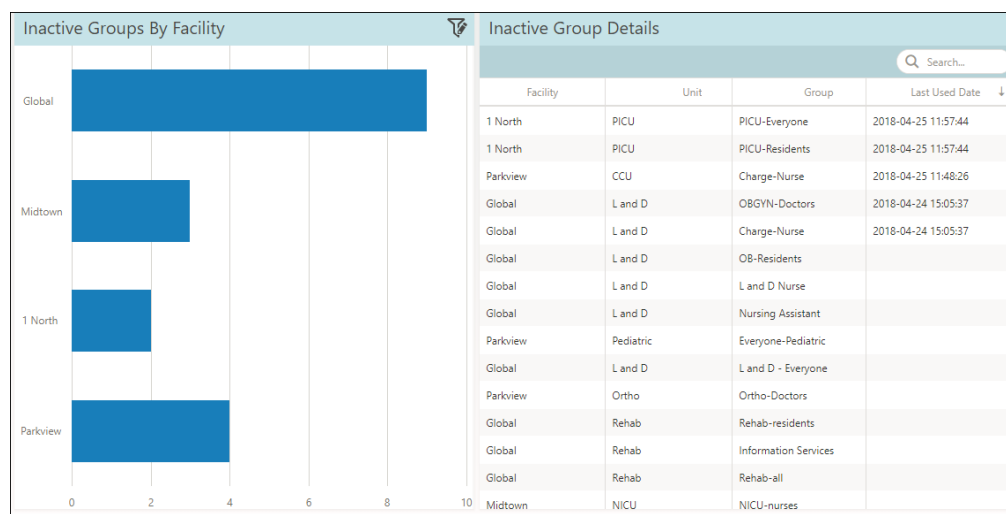 Inactive Groups By Facility
Global
Midtown
1 North
Parkview
0 2 4 6 8 10
Inactive Group Details
Search...
Facility Unit Group Last Used Date ↓
1 North PICU PICU-Everyone 2018-04-25 11:57:44
1 North PICU PICU-Residents 2018-04-25 11:57:44
Parkview CCU Charge-Nurse 2018-04-25 11:48:26
Global L and D OBGYN-Doctors 2018-04-24 15:05:37
Global L and D Charge-Nurse 2018-04-24 15:05:37
Global L and D OB-Residents
Global L and D L and D Nurse
Global L and D Nursing Assistant
Parkview Pediatric Everyone-Pediatric
Global L and D L and D - Everyone
Parkview Ortho Ortho-Doctors
Global Rehab Rehab-residents
Global Rehab Information Services
Global Rehab Rehab-all
Midtown NICU NICU-nurses